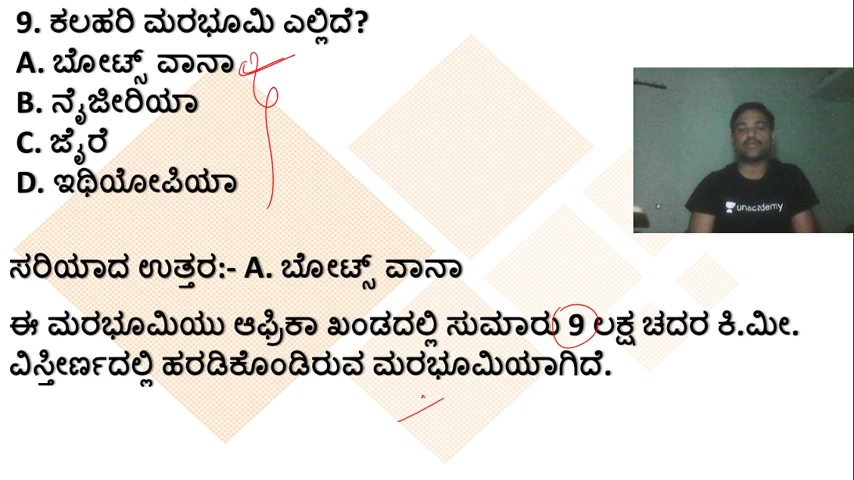 9. ಕಲಹರಿ ಮರಭೂಮಿ ಎಲ್ಲಿದೆ?
A. ಬೋಟ್ಸ್ ವಾನಾ
B. ನೈಜೀರಿಯಾ
C. ಜೈರೆ
D. ಇಥಿಯೋಪಿಯಾ
unacademy
ಸರಿಯಾದ ಉತ್ತರ:- A. ಬೋಟ್ಸ್ ವಾನಾ
ಈ ಮರಭೂಮಿಯು ಆಫ್ರಿಕಾ ಖಂಡದಲ್ಲಿ ಸುಮಾರು 9 ಲಕ್ಷ ಚದರ ಕಿ.ಮೀ.
ವಿಸ್ತೀರ್ಣದಲ್ಲಿ ಹರಡಿಕೊಂಡಿರುವ ಮರಭೂಮಿಯಾಗಿದೆ.